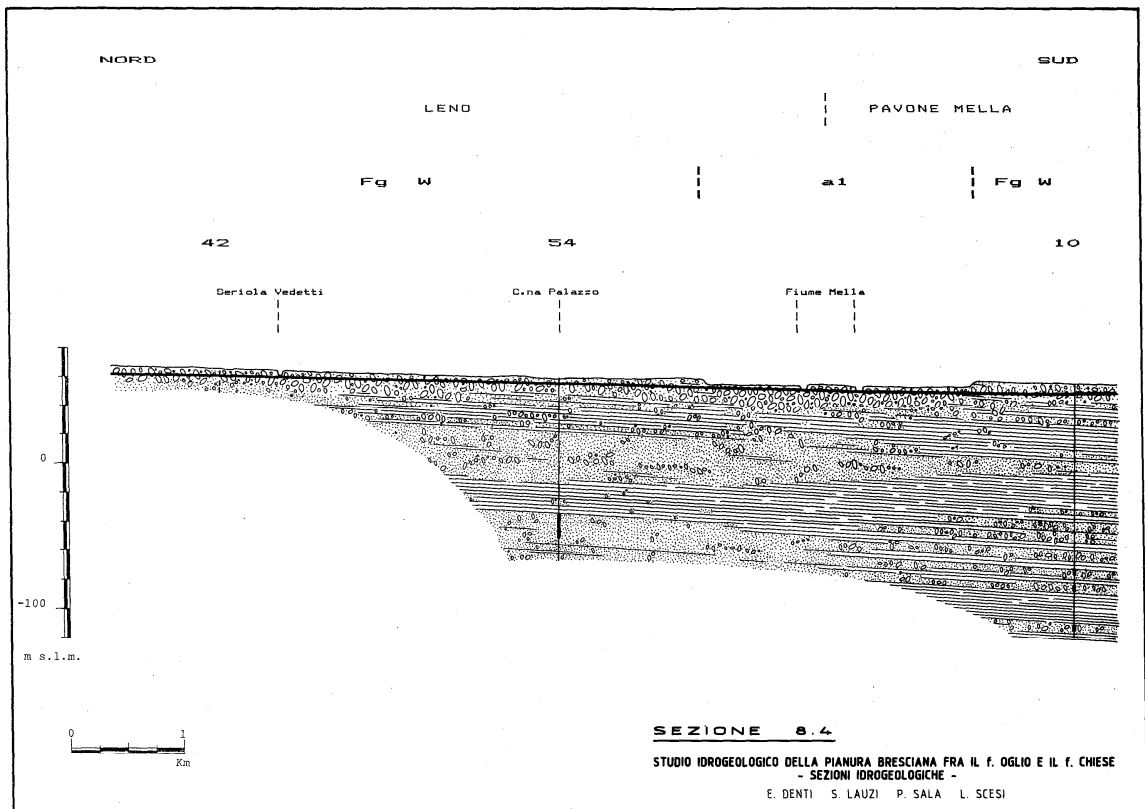 NORD SUD
LENO PAVONE MELLA
Fg W a1 Fg W
42 54 10
Seriola Vedetti C.na Palazzo Fiume Mella
0
-100
m s.l.m.
0 1
Km
SEZIONE 8.4
STUDIO IDROGEOLOGICO DELLA PIANURA BRESCIANA FRA IL f. OGLIO E IL f. CHIESE
- SEZIONI IDROGEOLOGICHE -
E. DENTI S. LAUZI P. SALA L. SCESI